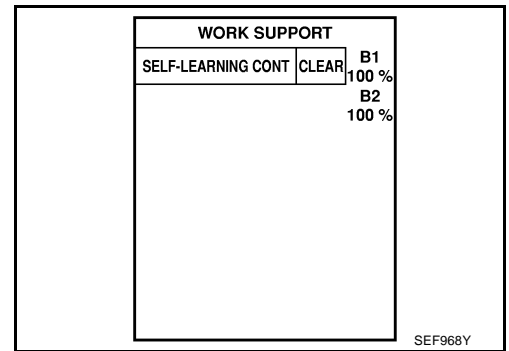 WORK SUPPORT
SELF-LEARNING CONT CLEAR B1
100 %
B2
100 %
SEF968Y